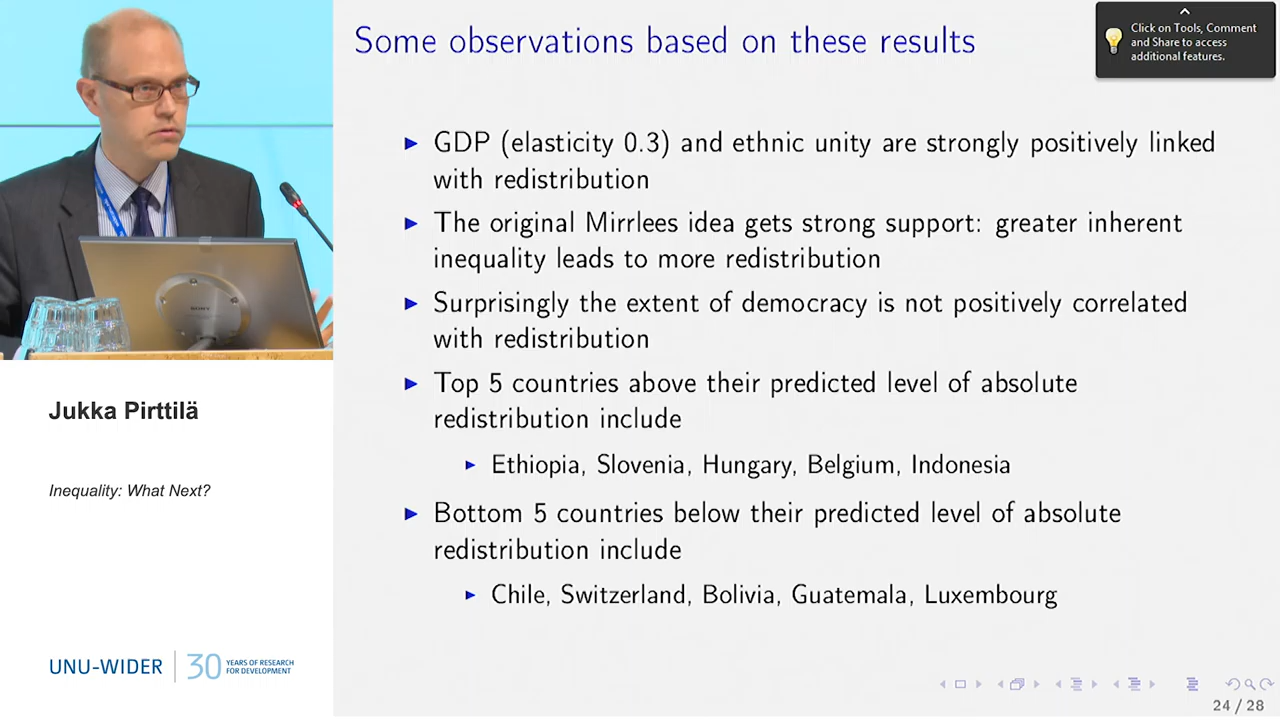 Some observations based on these results
Click on Tools, Comment
and Share to access
additional features.
► GDP (elasticity 0.3) and ethnic unity are strongly positively linked
with redistribution
► The original Mirrlees idea gets strong support: greater inherent
inequality leads to more redistribution
► Surprisingly the extent of democracy is not positively correlated
with redistribution
► Top 5 countries above their predicted level of absolute
redistribution include
► Ethiopia, Slovenia, Hungary, Belgium, Indonesia
► Bottom 5 countries below their predicted level of absolute
redistribution include
► Chile, Switzerland, Bolivia, Guatemala, Luxembourg
24 / 28
SONY
Jukka Pirttilä
Inequality: What Next?
UNU-WIDER
30 YEARS OF RESEARCH
FOR DEVELOPMENT